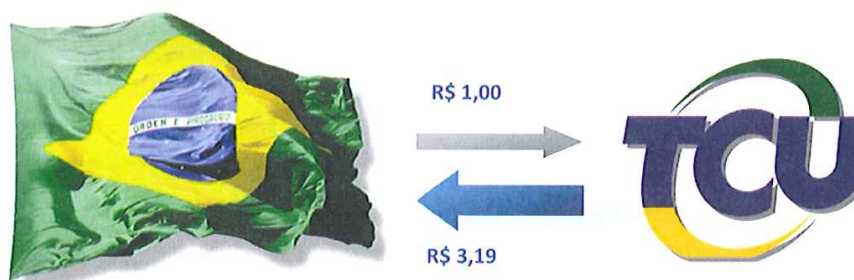 R$ 1,00
ORDEM E PROGRESSO
TCU
R$ 3,19